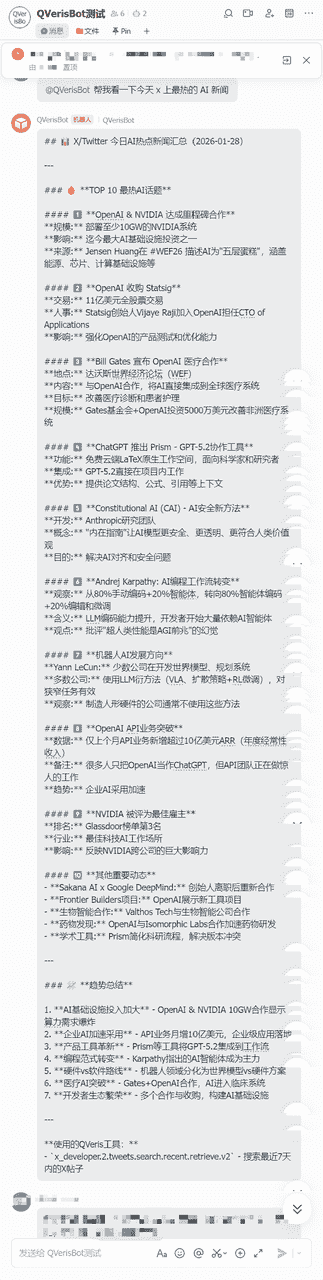 QVeris
Bo
QVerisBot测试 6 2
消息 文件 Pin +
置顶
@QVerisBot 帮我看一下今天 x 上最热的 AI 新闻
QVerisBot 机器人 QVerisBot
## 📊 X/Twitter 今日AI热点新闻汇总（2026-01-28）
---
### 🔥 **TOP 10 最热AI话题**
#### 1️⃣ **OpenAI & NVIDIA 达成里程碑合作**
**规模:** 部署至少10GW的NVIDIA系统
**影响:** 迄今最大AI基础设施投资之一
**来源:** Jensen Huang在 #WEF26 描述AI为"五层蛋糕"，涵盖
能源、芯片、计算基础设施等
#### 2️⃣ **OpenAI 收购 Statsig**
**交易:** 11亿美元全股票交易
**人事:** Statsig创始人Vijaye Raji加入OpenAI担任CTO of
Applications
**影响:** 强化OpenAI的产品测试和优化能力
#### 3️⃣ **Bill Gates 宣布 OpenAI 医疗合作**
**地点:** 达沃斯世界经济论坛（WEF）
**内容:** 与OpenAI合作，将AI直接集成到全球医疗系统
**目标:** 改善医疗诊断和患者护理
**规模:** Gates基金会+OpenAI投资5000万美元改善非洲医疗系
统
#### 4️⃣ **ChatGPT 推出 Prism - GPT-5.2协作工具**
**功能:** 免费云端LaTeX原生工作空间，面向科学家和研究者
**集成:** GPT-5.2直接在项目内工作
**优势:** 提供论文结构、公式、引用等上下文
#### 5️⃣ **Constitutional AI (CAI) - AI安全新方法**
**开发:** Anthropic研究团队
**概念:** "内在指南"让AI模型更安全、更透明、更符合人类价值
观
**目的:** 解决AI对齐和安全问题
#### 6️⃣ **Andrej Karpathy: AI编程工作流转变**
**观察:** 从80%手动编码+20%智能体，转向80%智能体编码
+20%编辑和微调
**含义:** LLM编码能力提升，开发者开始大量依赖AI智能体
**观点:** 批评"超人类性能是AGI前兆"的幻觉
#### 7️⃣ **机器人AI发展方向**
**Yann LeCun:** 少数公司在开发世界模型、规划系统
**多数公司:** 使用LLM衍方法（VLA、扩散策略+RL微调），对
狭窄任务有效
**观察:** 制造人形硬件的公司通常不使用这些方法
#### 8️⃣ **OpenAI API业务突破**
**数据:** 仅上个月API业务新增超过10亿美元ARR（年度经常性
收入）
**备注:** 很多人只把OpenAI当作ChatGPT，但API团队正在做惊
人的工作
**趋势:** 企业AI采用加速
#### 9️⃣ **NVIDIA 被评为最佳雇主**
**排名:** Glassdoor榜单第3名
**行业:** 最佳科技AI工作场所
**影响:** 反映NVIDIA跨公司的巨大影响力
#### 🔟 **其他重要动态**
- **Sakana AI x Google DeepMind:** 创始人离职后重新合作
- **Frontier Builders项目:** OpenAI展示新工具项目
- **生物智能合作:** Valthos Tech与生物智能公司合作
- **药物发现:** OpenAI与Isomorphic Labs合作加速药物研发
- **学术工具:** Prism简化科研流程，解决版本冲突
---
### 📈 **趋势总结**
1. **AI基础设施投入加大** - OpenAI & NVIDIA 10GW合作显示
算力需求爆炸
2. **企业AI加速采用** - API业务月增10亿美元，企业级应用落地
3. **产品工具革新** - Prism等工具将GPT-5.2集成到工作流
4. **编程范式转变** - Karpathy指出的AI智能体成为主力
5. **硬件vs软件路线** - 机器人领域分化为世界模型vs硬件方案
6. **医疗AI突破** - Gates+OpenAI合作，AI进入临床系统
7. **开发者生态繁荣** - 多个合作与收购，构建AI基础设施
---
**使用的QVeris工具：**
- `x_developer.2.tweets.search.recent.retrieve.v2` - 搜索最近7天
内的X帖子
发送给 QVerisBot测试